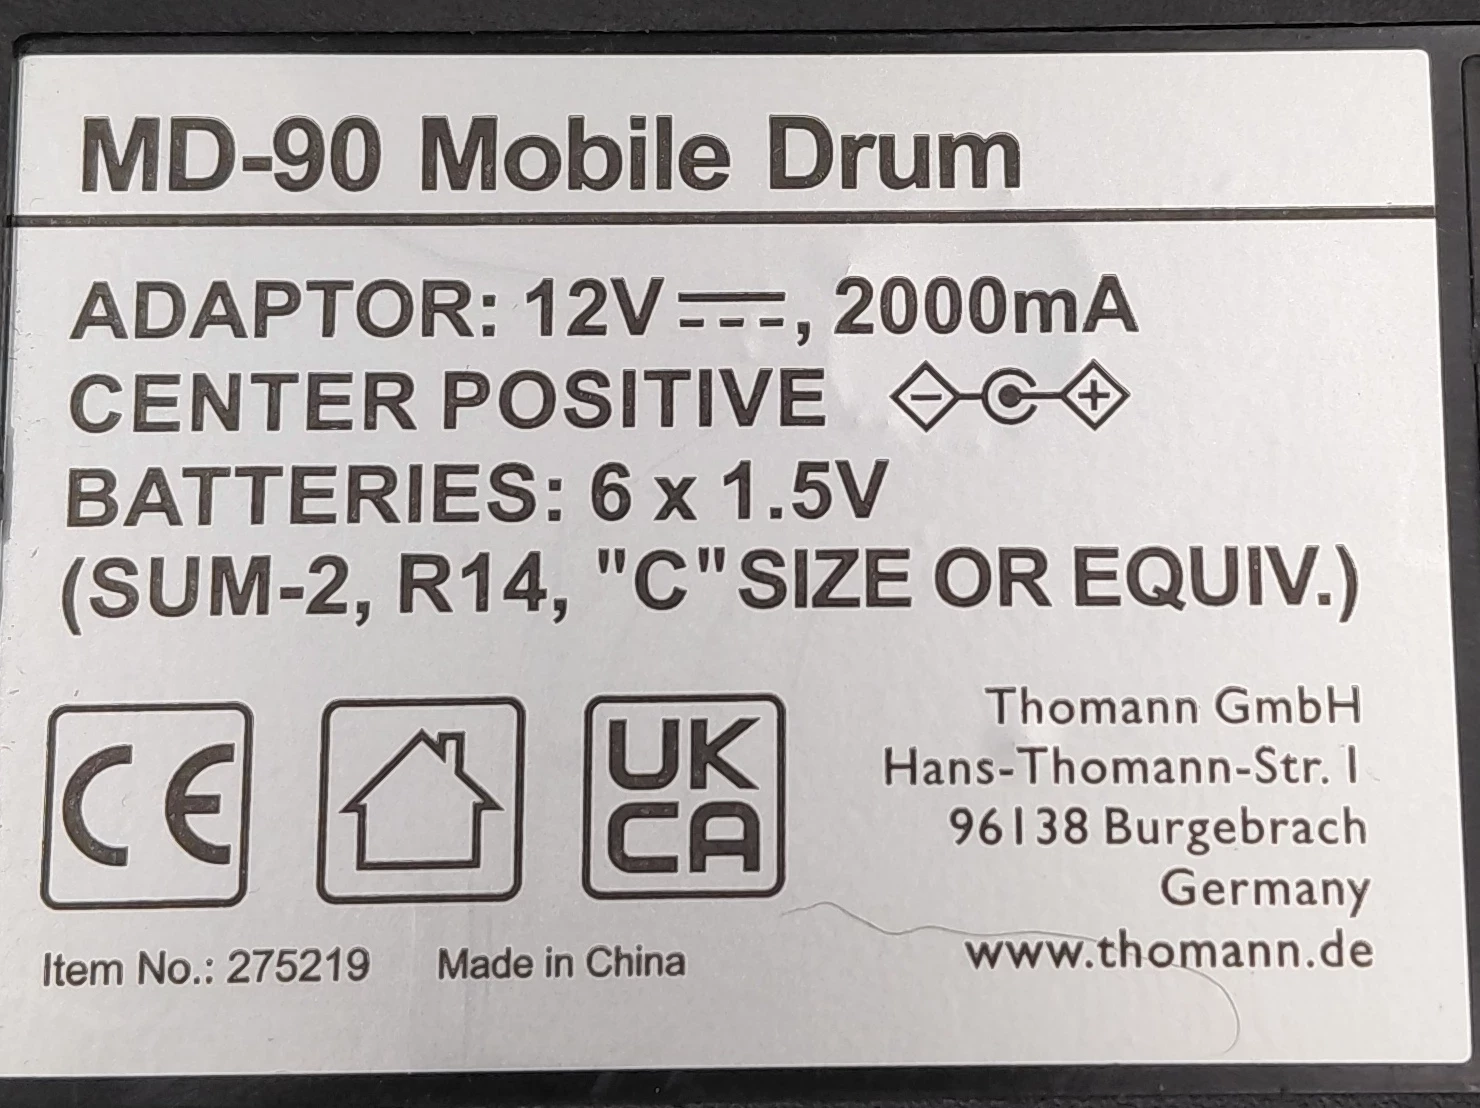 MD-90 Mobile Drum
ADAPTOR: 12V⎓, 2000mA
CENTER POSITIVE
BATTERIES: 6 x 1.5V
(SUM-2, R14, "C" SIZE OR EQUIV.)
CE
UK
CA
Thomann GmbH
Hans-Thomann-Str. 1
96138 Burgebrach
Germany
www.thomann.de
Item No.: 275219 Made in China